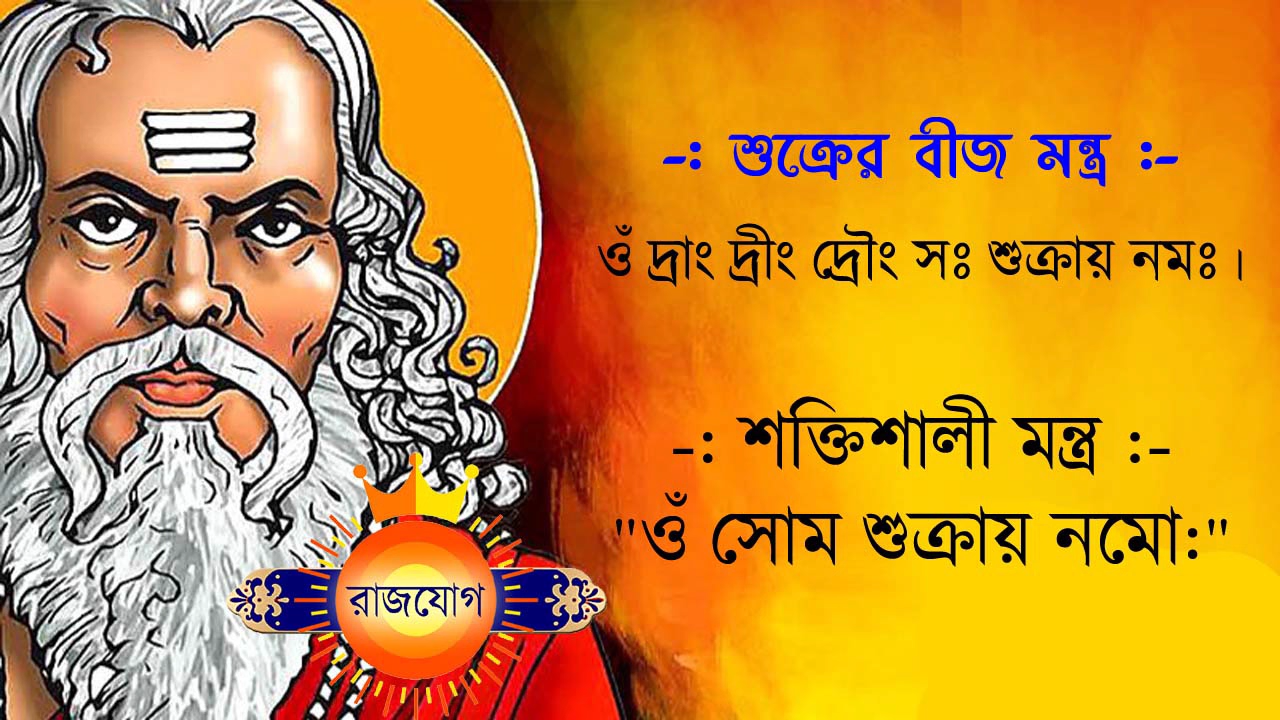 -ঃ শুক্রের বীজ মন্ত্র ঃ-
ওঁ দ্রাং দ্রীং দ্রৌং সঃ শুক্রায় নমঃ।
-: শক্তিশালী মন্ত্র :-
"ওঁ সোম শুক্রায় নমো:"
রাজযোগ